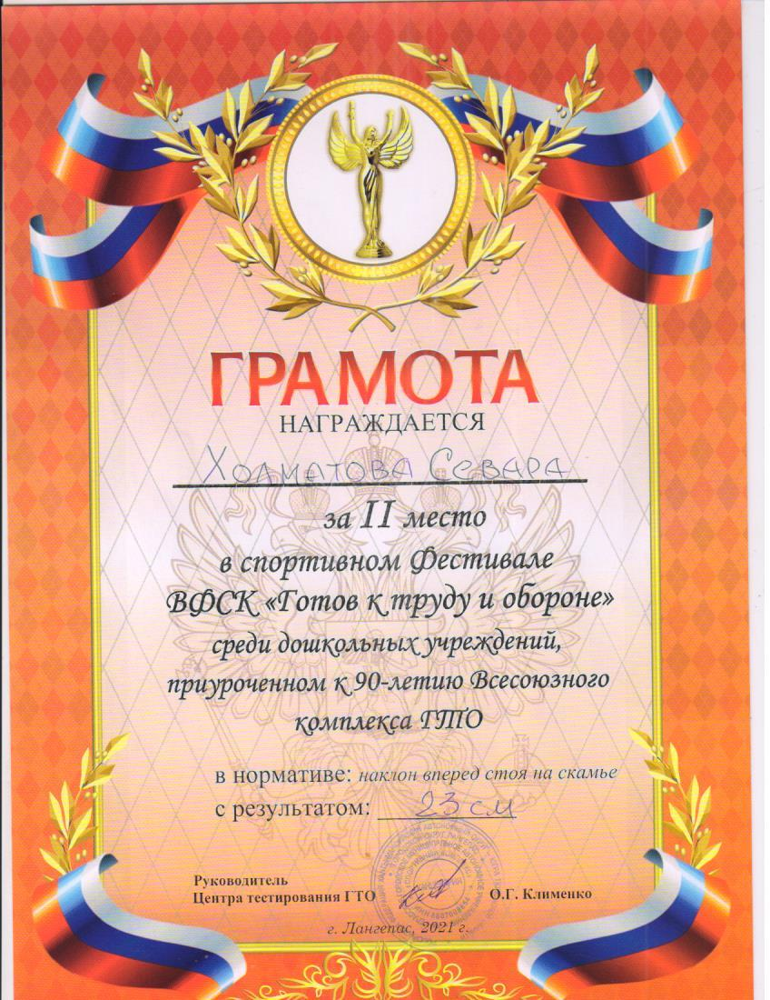 ГРАМОТА
НАГРАЖДАЕТСЯ
Холматова Севара
за II место
в спортивном Фестивале
ВФСК «Готов к труду и обороне»
среди дошкольных учреждений,
приуроченном к 90-летию Всесоюзного
комплекса ГТО
в нормативе: наклон вперед стоя на скамье
с результатом: 23 см
Руководитель
Центра тестирования ГТО О.Г. Клименко
г. Лангепас, 2021 г.